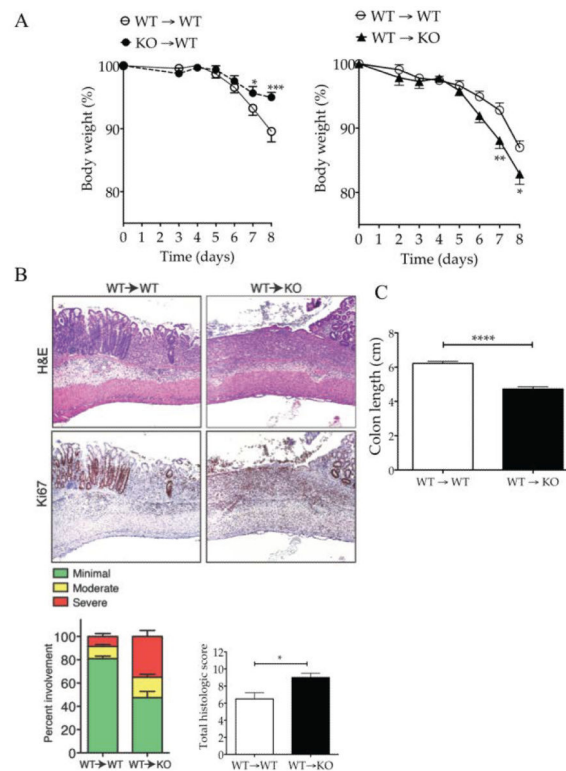 A
WT → WT
KO → WT
Body weight (%)
100
90
80
*
***
0 1 2 3 4 5 6 7 8
Time (days)
WT → WT
WT → KO
Body weight (%)
100
90
80
**
*
0 1 2 3 4 5 6 7 8
Time (days)
B
WT→WT
WT→KO
H&E
Ki67
Minimal
Moderate
Severe
Percent involvement
100
80
60
40
20
0
WT→WT WT→KO
Total histologic score
12
10
8
6
4
2
0
*
WT→WT WT→KO
C
Colon length (cm)
8
6
4
2
0
****
WT → WT WT → KO